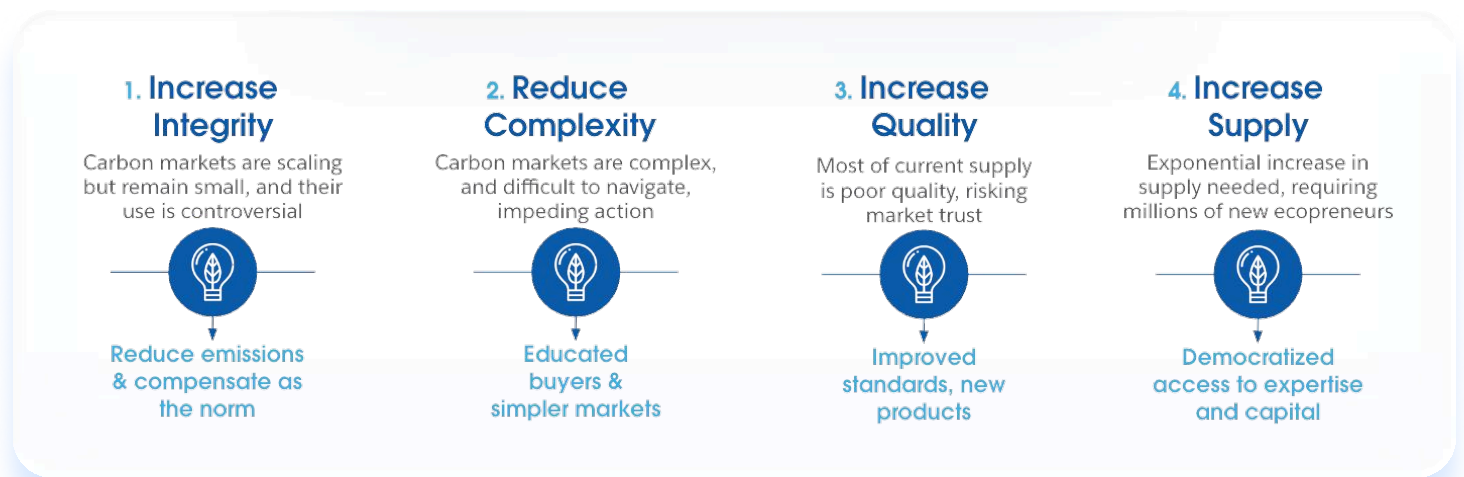 1. Increase
Integrity
Carbon markets are scaling
but remain small, and their
use is controversial
Reduce emissions
& compensate as
the norm
2. Reduce
Complexity
Carbon markets are complex,
and difficult to navigate,
impeding action
Educated
buyers &
simpler markets
3. Increase
Quality
Most of current supply
is poor quality, risking
market trust
Improved
standards, new
products
4. Increase
Supply
Exponential increase in
supply needed, requiring
millions of new ecopreneurs
Democratized
access to expertise
and capital